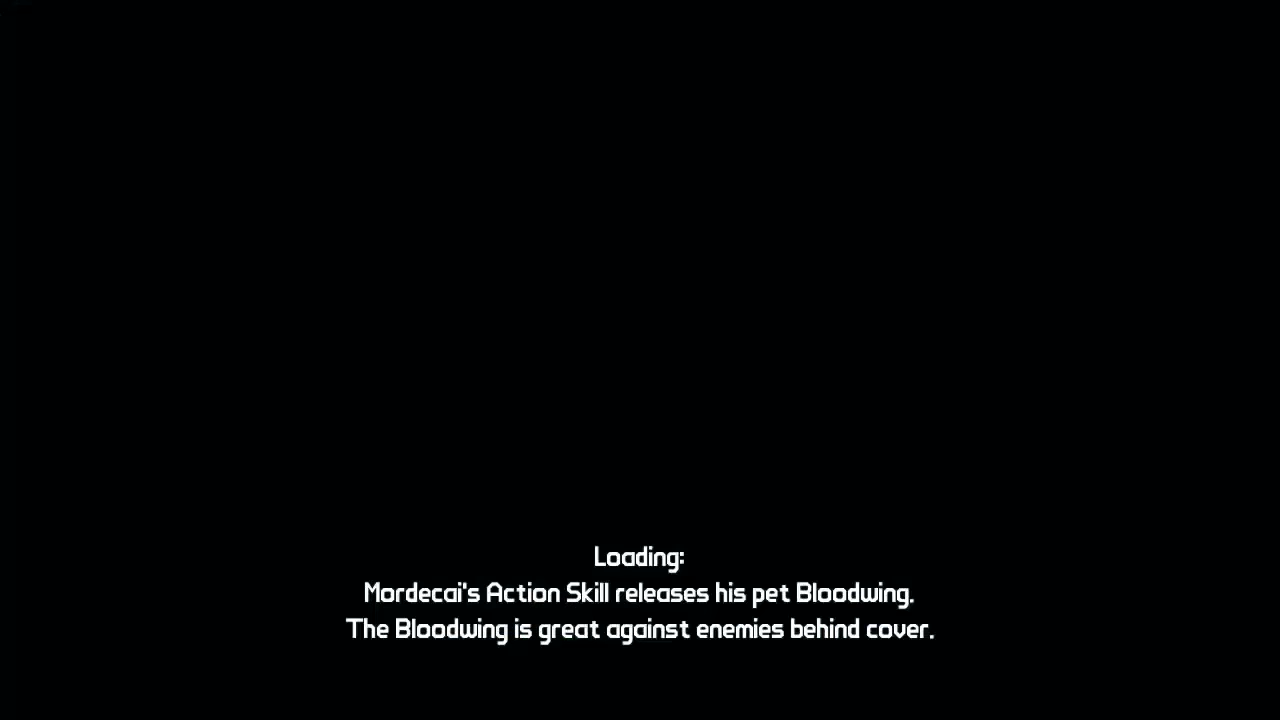 Loading:
Mordecai's Action Skill releases his pet Bloodwing.
The Bloodwing is great against enemies behind cover.